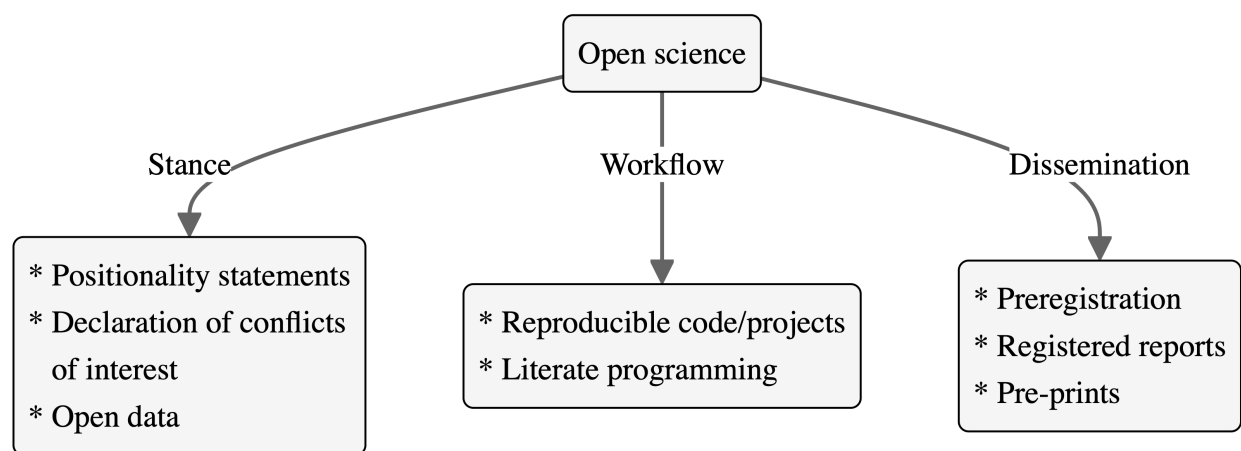 Open science
Stance
Workflow
Dissemination
* Positionality statements
* Declaration of conflicts
of interest
* Open data
* Reproducible code/projects
* Literate programming
* Preregistration
* Registered reports
* Pre-prints